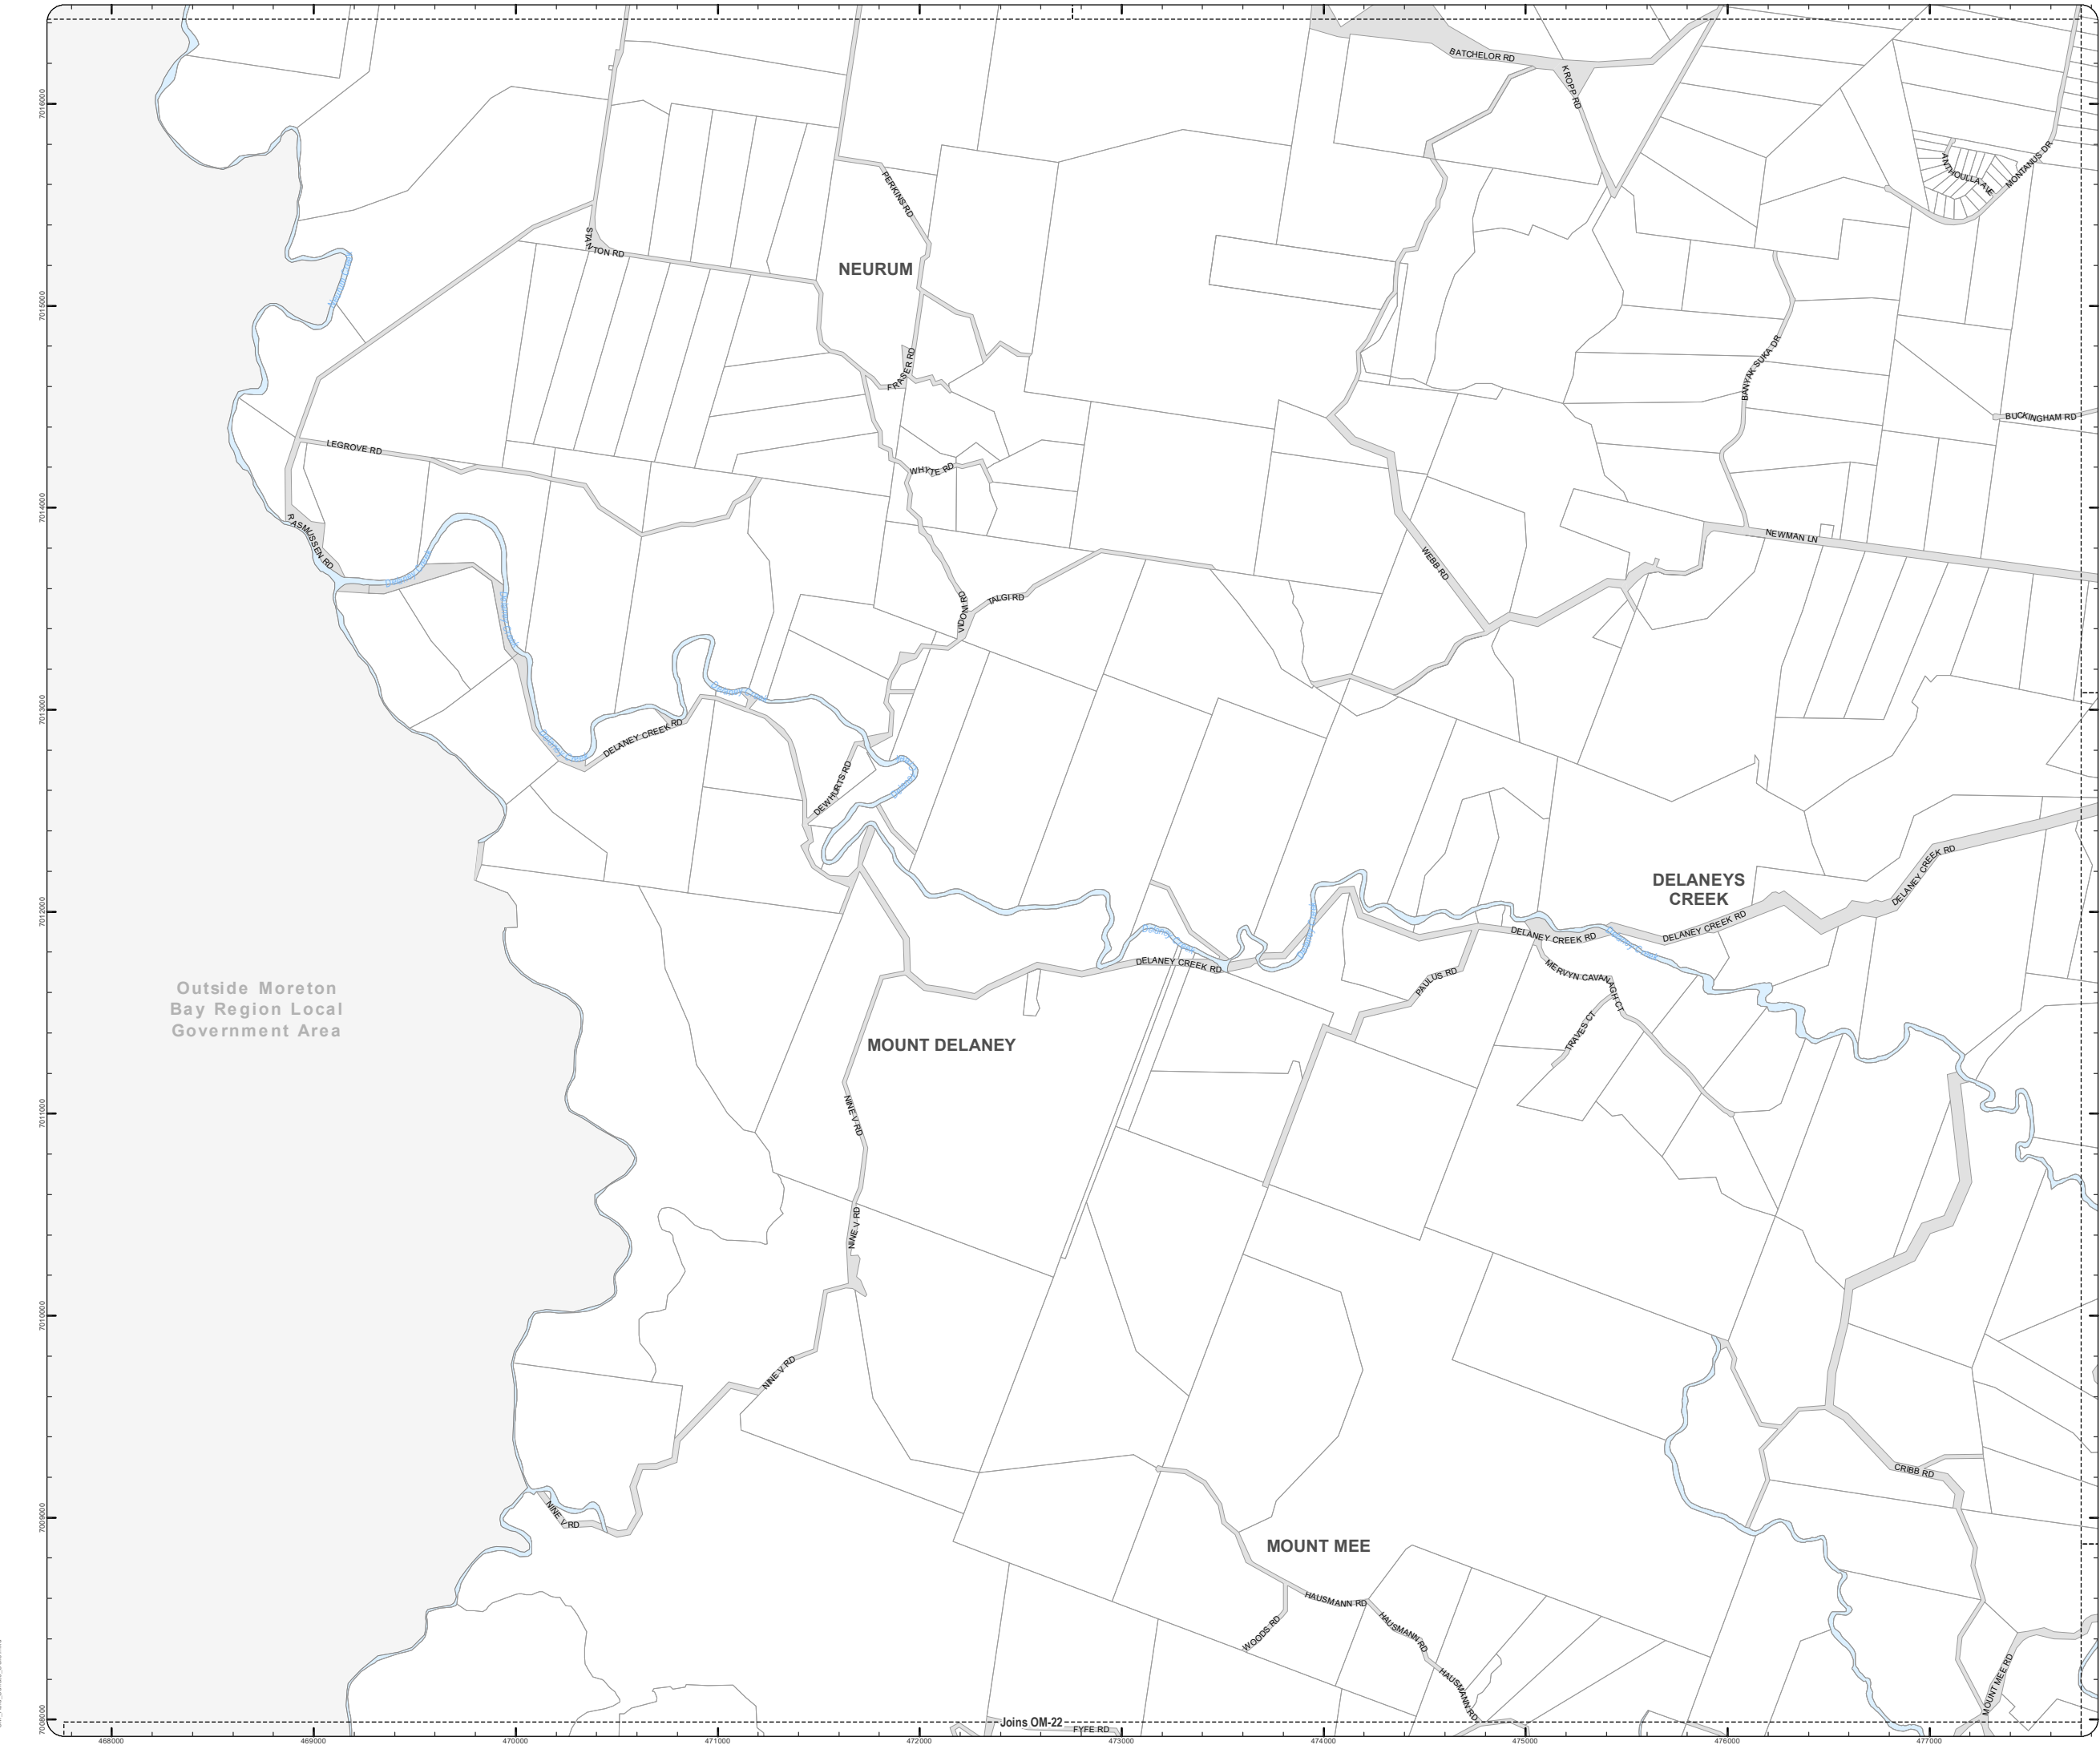 BATCHELOR RD
KROPP RD
7016000
ANTHOULLA AVE
MONTANUS DR
PERKINS RD
STANTON RD
NEURUM
7015000
FRASER RD
BANYAK SUKA DR
BUCKINGHAM RD
LEGROVE RD
WHYTE RD
7014000
RASMUSSEN RD
NEWMAN LN
WEBB RD
TALGI RD
VIDONI RD
7013000
DELANEY CREEK RD
DEWHURTS RD
DELANEYS
CREEK
DELANEY CREEK RD
7012000
DELANEY CREEK RD
DELANEY CREEK RD
DELANEY CREEK RD
MERVYN CAVANAGH CT
PAULUS RD
Outside Moreton
Bay Region Local
Government Area
TRAVES CT
MOUNT DELANEY
7011000
NINE V RD
NINE V RD
7010000
NINE V RD
CRIBB RD
7009000
NINE V RD
MOUNT MEE
HAUSMANN RD
HAUSMANN RD
WOODS RD
HAUSMANN RD
MOUNT MEE RD
7008000
Joins OM-22
FYFE RD
468000 469000 470000 471000 472000 473000 474000 475000 476000 477000